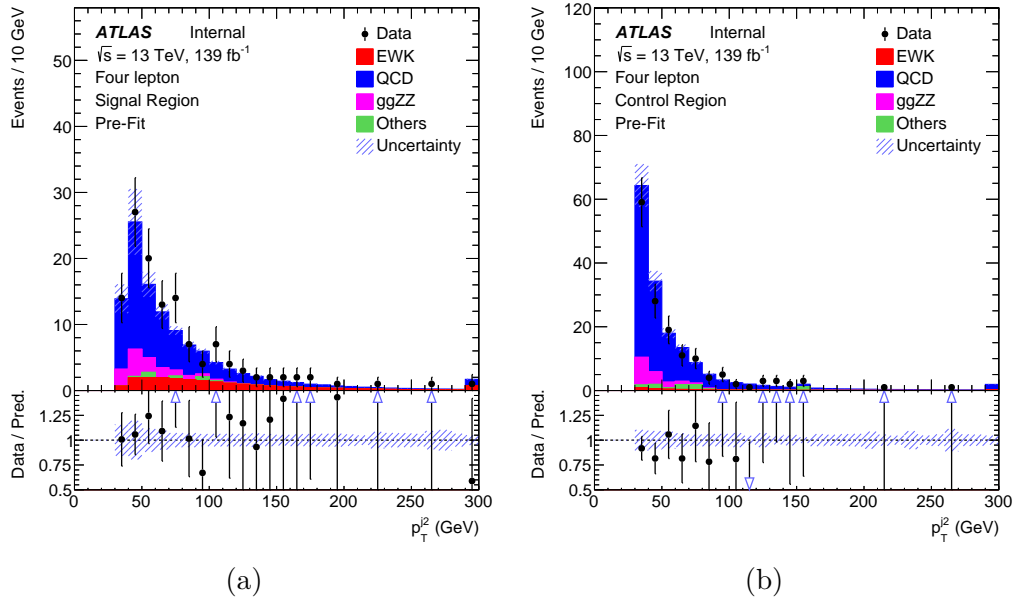 ATLAS Internal
√s = 13 TeV, 139 fb-1
Four lepton
Signal Region
Pre-Fit
Data
EWK
QCD
ggZZ
Others
Uncertainty
Events / 10 GeV
50
40
30
20
10
0
Data / Pred.
1.25
1
0.75
0.5
0 50 100 150 200 250 300
p_T^j2 (GeV)
(a)
ATLAS Internal
√s = 13 TeV, 139 fb-1
Four lepton
Control Region
Pre-Fit
Data
EWK
QCD
ggZZ
Others
Uncertainty
Events / 10 GeV
120
100
80
60
40
20
0
Data / Pred.
1.25
1
0.75
0.5
0 50 100 150 200 250 300
p_T^j2 (GeV)
(b)